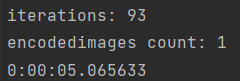 iterations: 93
encodedimages count: 1
0:00:05.065633